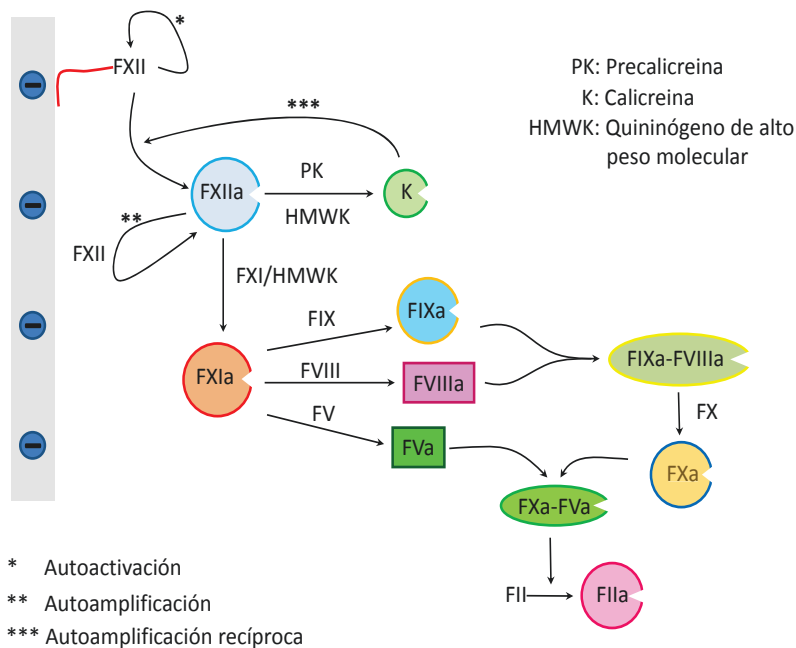 *
FXII
***
PK: Precalicreina
K: Calicreina
HMWK: Quininógeno de alto
peso molecular
FXIIa
PK
HMWK
K
**
FXII
FXI/HMWK
FXIa
FIX
FIXa
FVIII
FVIIIa
FV
FVa
FIXa-FVIIIa
FX
FXa
FXa-FVa
FII
FIIa
* Autoactivación
** Autoamplificación
*** Autoamplificación recíproca